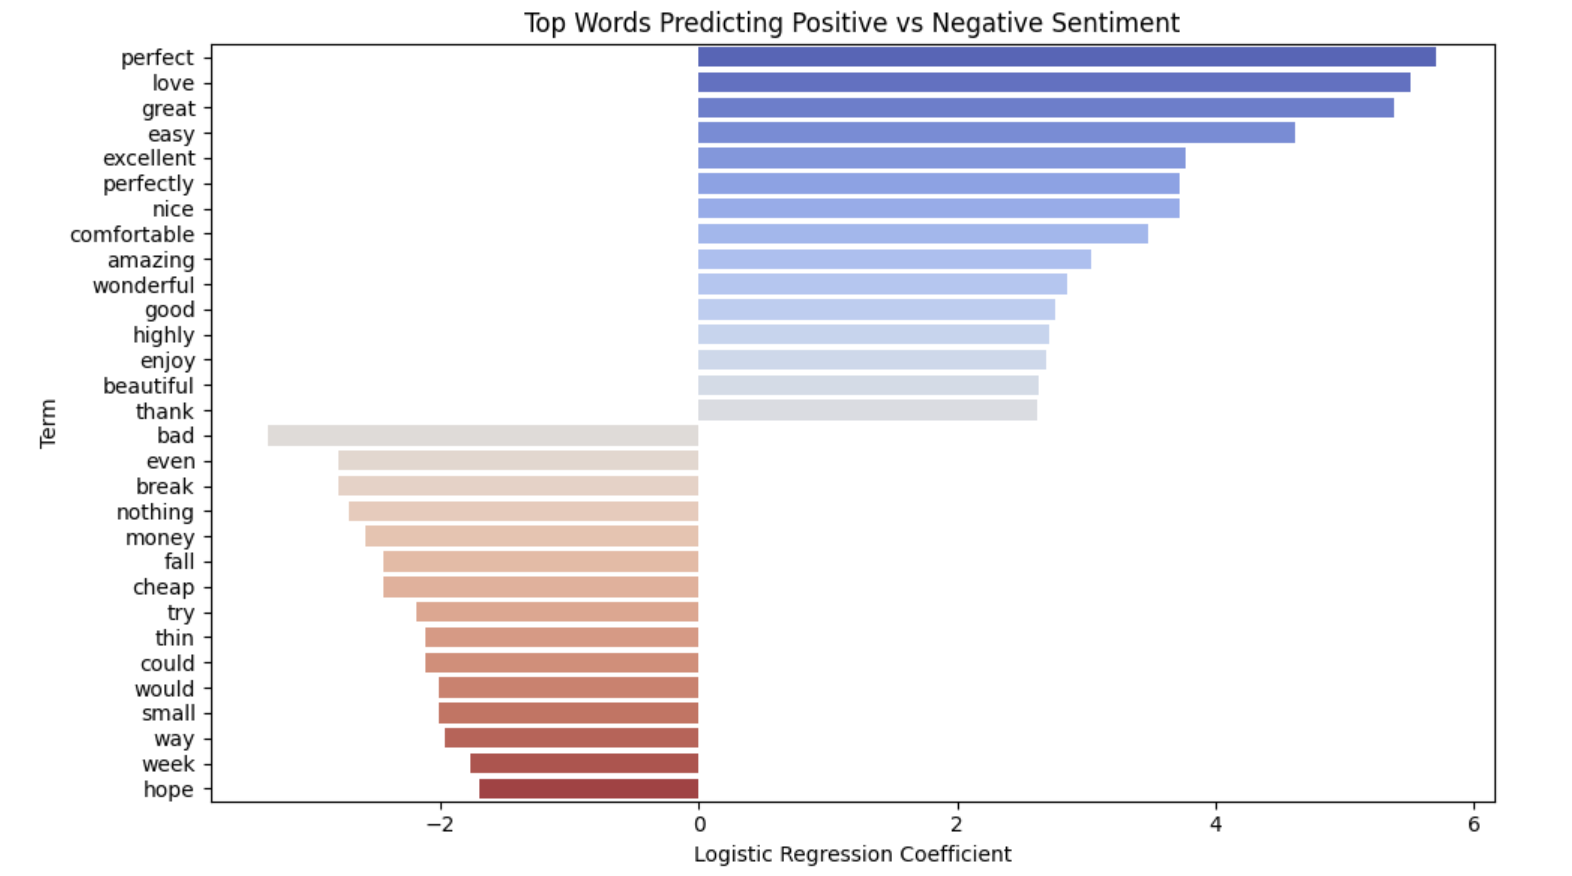 Top Words Predicting Positive vs Negative Sentiment
perfect
love
great
easy
excellent
perfectly
nice
comfortable
amazing
wonderful
good
highly
enjoy
beautiful
thank
bad
even
break
nothing
money
fall
cheap
try
thin
could
would
small
way
week
hope
Term
−2 0 2 4 6
Logistic Regression Coefficient